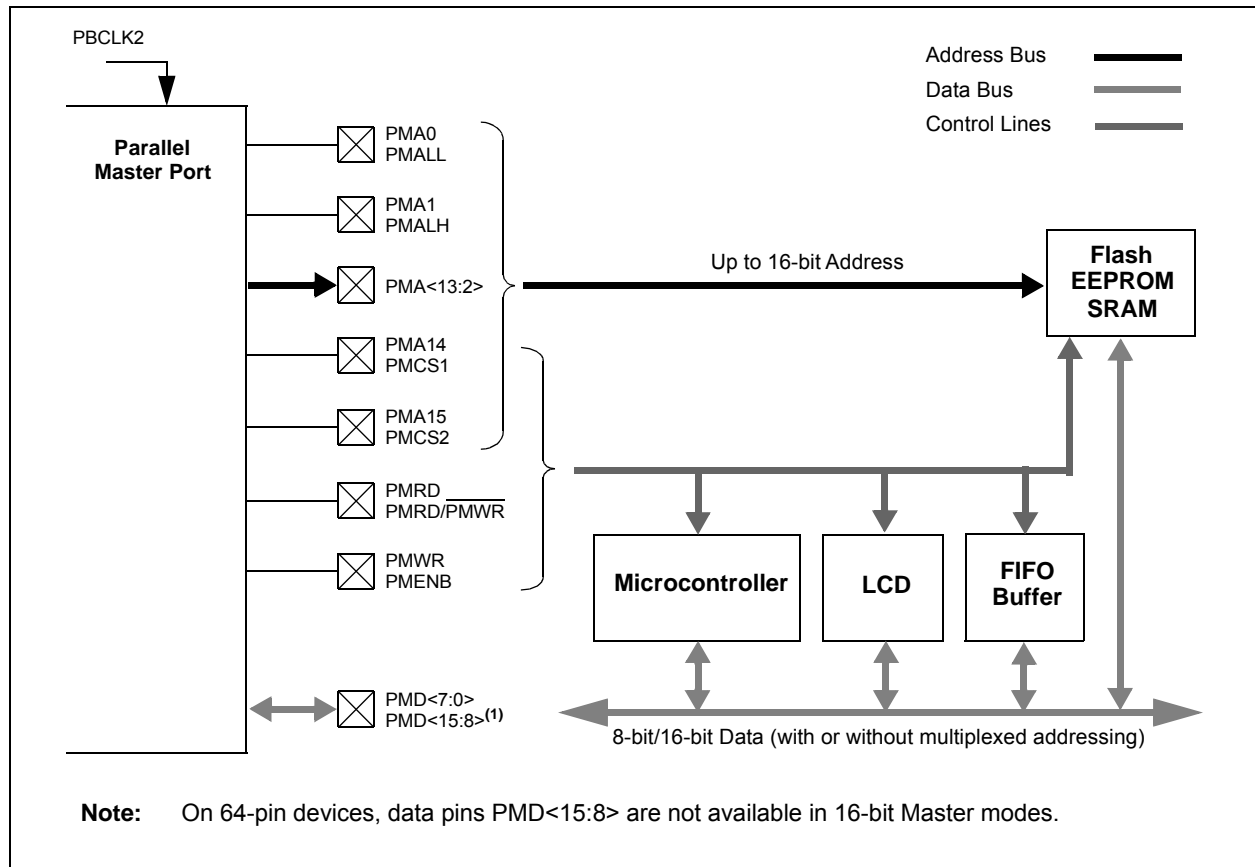 PBCLK2
Address Bus
Data Bus
Control Lines
Parallel
Master Port
PMA0
PMALL
PMA1
PMALH
PMA<13:2>
PMA14
PMCS1
PMA15
PMCS2
PMRD
PMRD/PMWR
PMWR
PMENB
PMD<7:0>
PMD<15:8>(1)
Up to 16-bit Address
Flash
EEPROM
SRAM
Microcontroller
LCD
FIFO
Buffer
8-bit/16-bit Data (with or without multiplexed addressing)
Note: On 64-pin devices, data pins PMD<15:8> are not available in 16-bit Master modes.